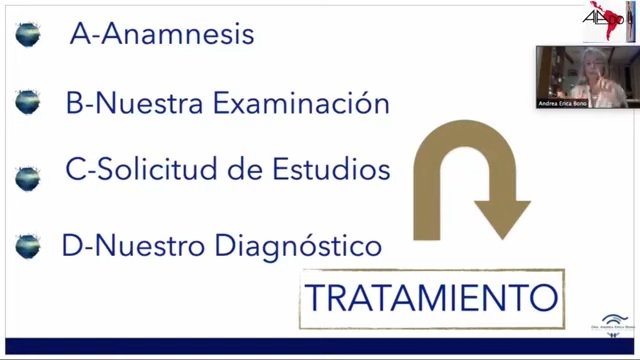 A-Anamnesis
B-Nuestra Examinación
C-Solicitud de Estudios
D-Nuestro Diagnóstico
TRATAMIENTO
Andrea Erica Bono